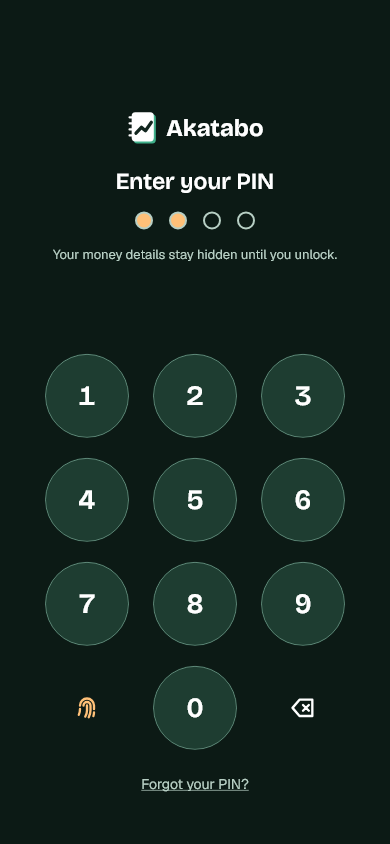 Akatabo
Enter your PIN
Your money details stay hidden until you unlock.
1 2 3
4 5 6
7 8 9
0
Forgot your PIN?